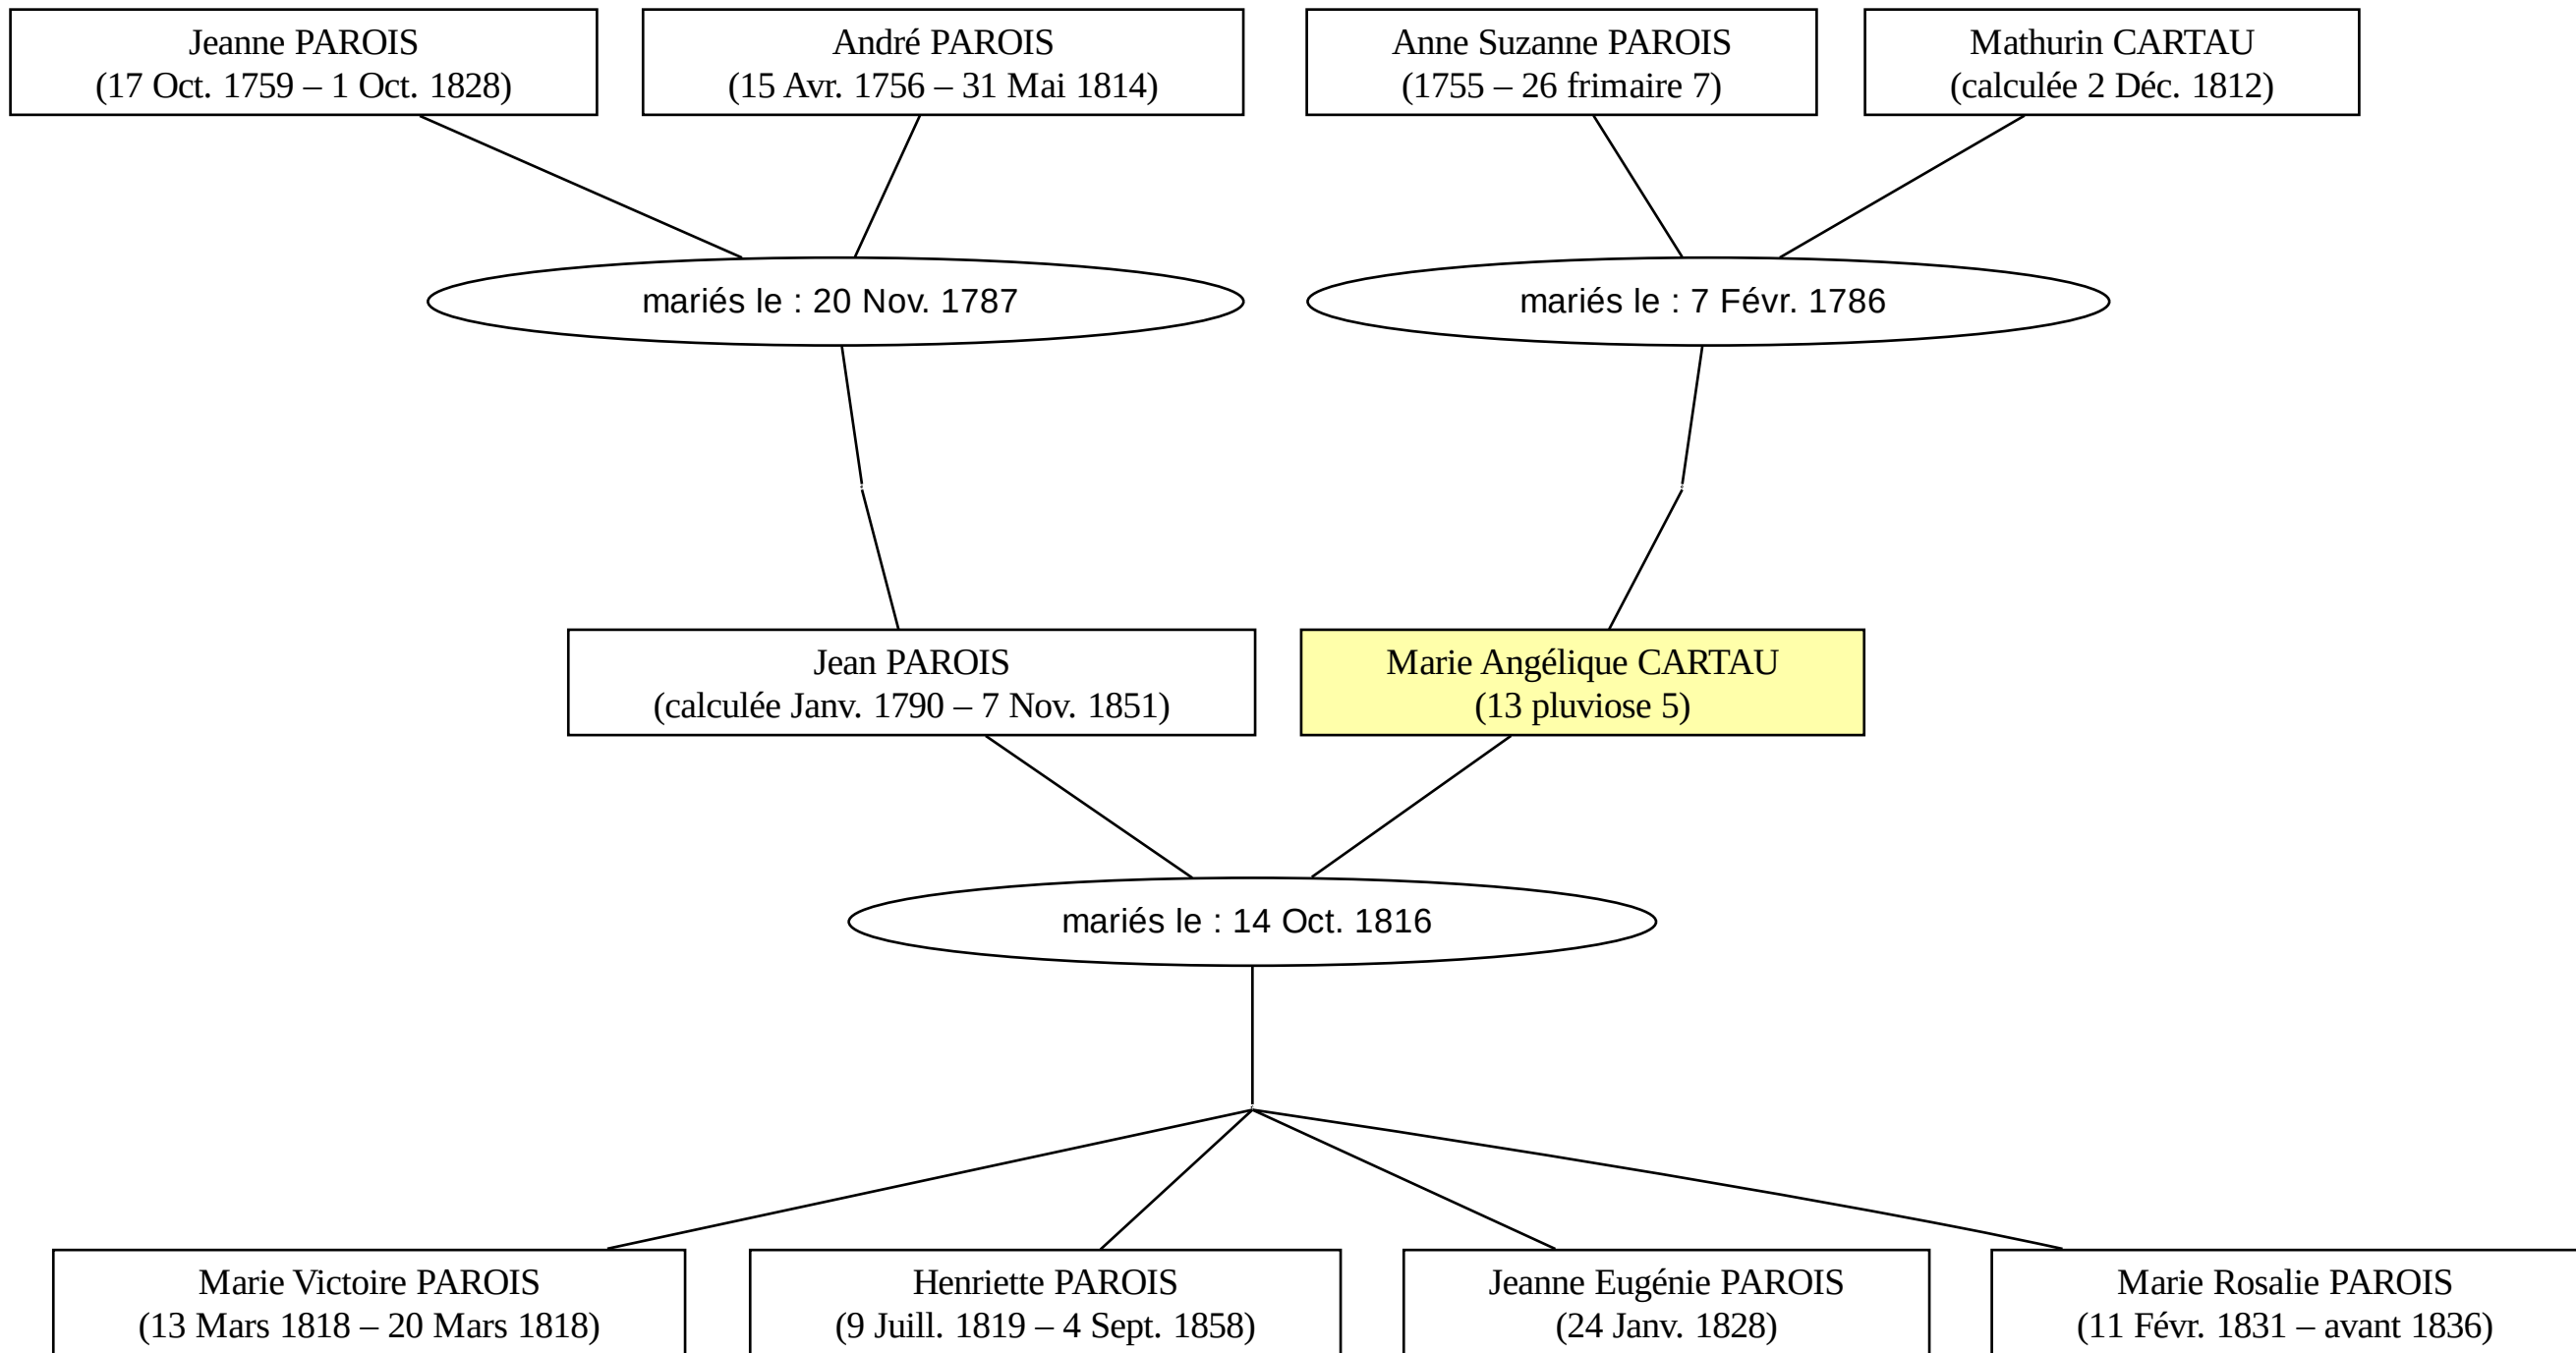 Jeanne PAROIS
(17 Oct. 1759 – 1 Oct. 1828)
André PAROIS
(15 Avr. 1756 – 31 Mai 1814)
Anne Suzanne PAROIS
(1755 – 26 frimaire 7)
Mathurin CARTAU
(calculée 2 Déc. 1812)
mariés le : 20 Nov. 1787
mariés le : 7 Févr. 1786
Jean PAROIS
(calculée Janv. 1790 – 7 Nov. 1851)
Marie Angélique CARTAU
(13 pluviose 5)
mariés le : 14 Oct. 1816
Marie Victoire PAROIS
(13 Mars 1818 – 20 Mars 1818)
Henriette PAROIS
(9 Juill. 1819 – 4 Sept. 1858)
Jeanne Eugénie PAROIS
(24 Janv. 1828)
Marie Rosalie PAROIS
(11 Févr. 1831 – avant 1836)